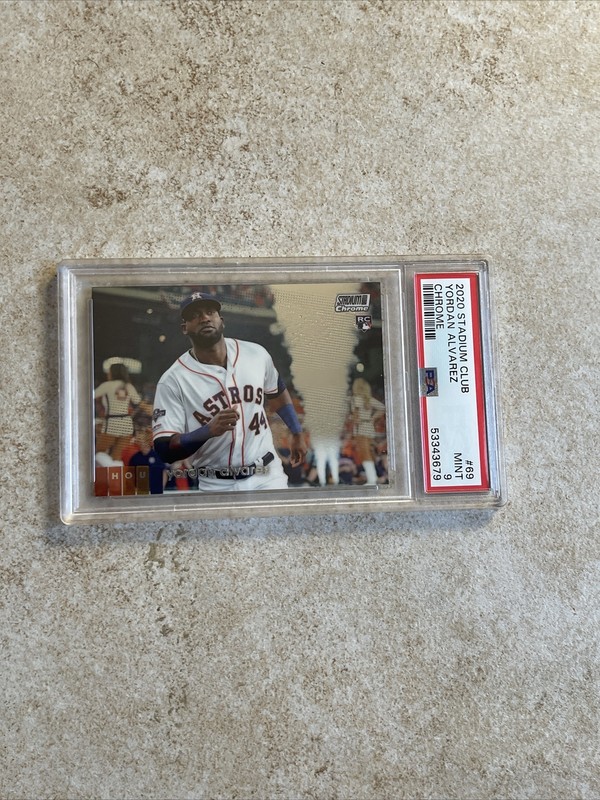 2020 STADIUM CLUB #69
YORDAN ALVAREZ MINT
CHROME 9
PSA 53343679
STADIUM CLUB
Chrome
RC
ASTROS
44
HOU yordan alvarez